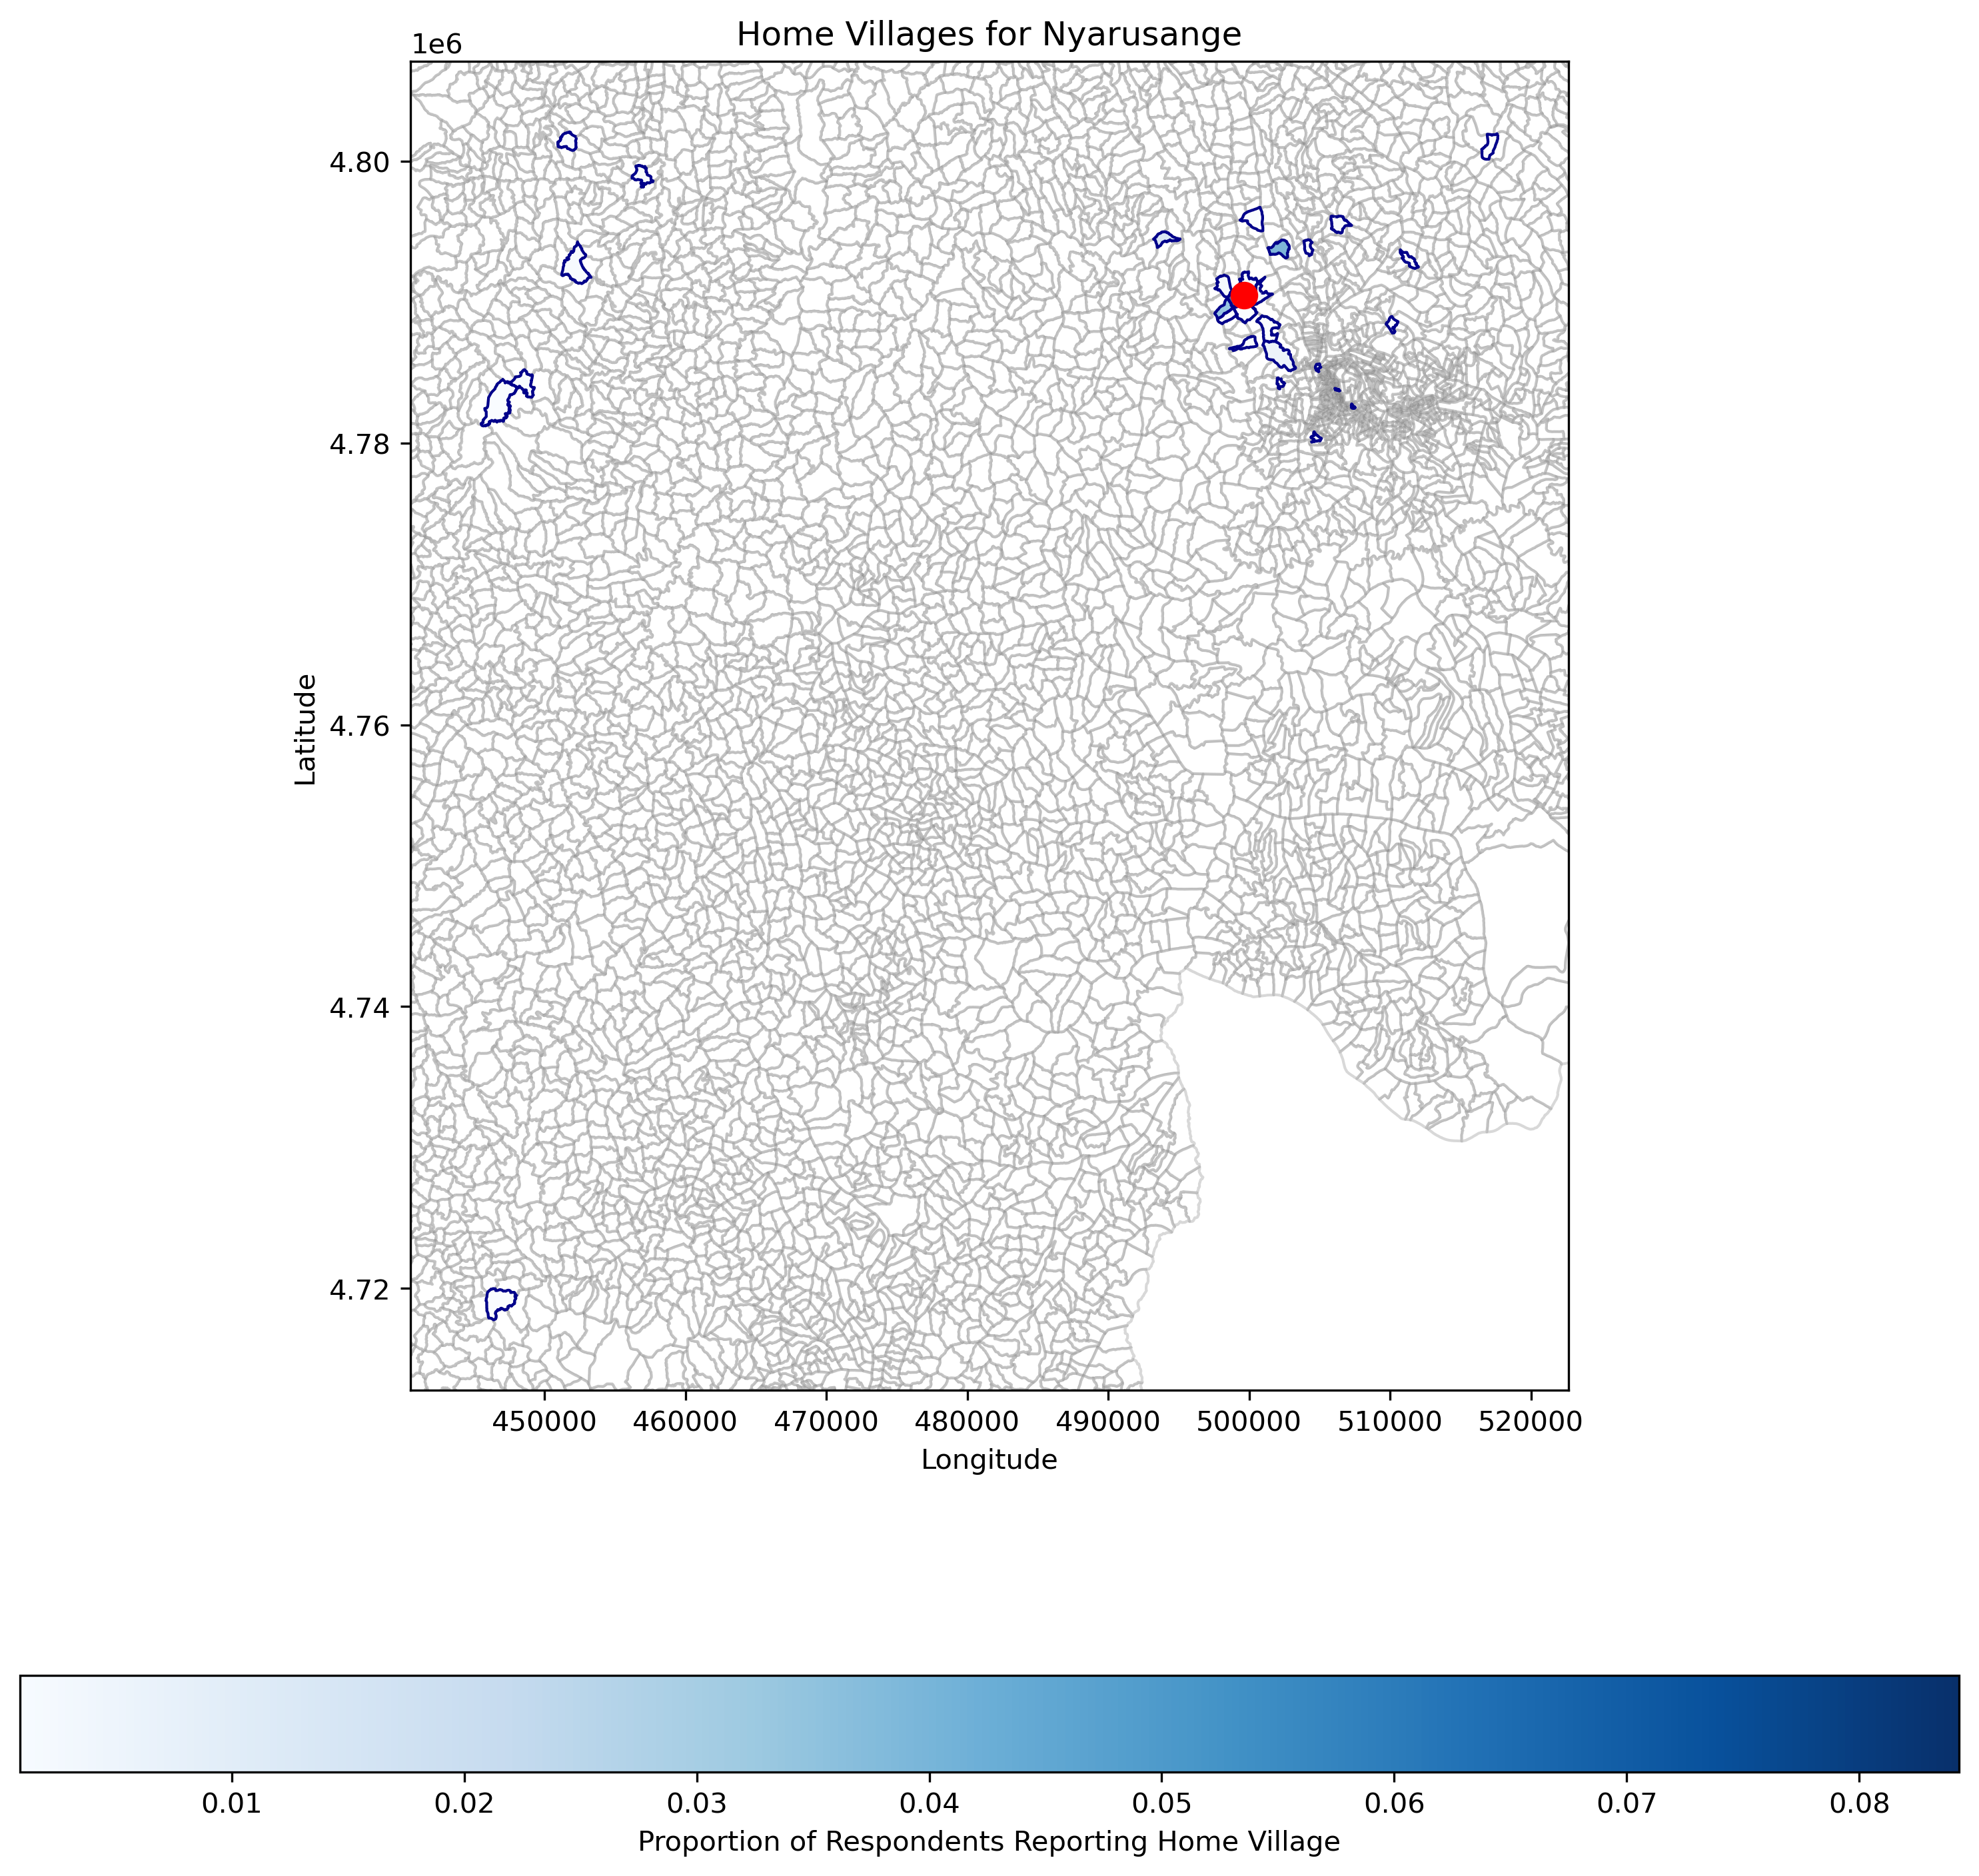 Home Villages for Nyarusange
1e6
4.80
4.78
4.76
4.74
4.72
Latitude
450000 460000 470000 480000 490000 500000 510000 520000
Longitude
0.01 0.02 0.03 0.04 0.05 0.06 0.07 0.08
Proportion of Respondents Reporting Home Village